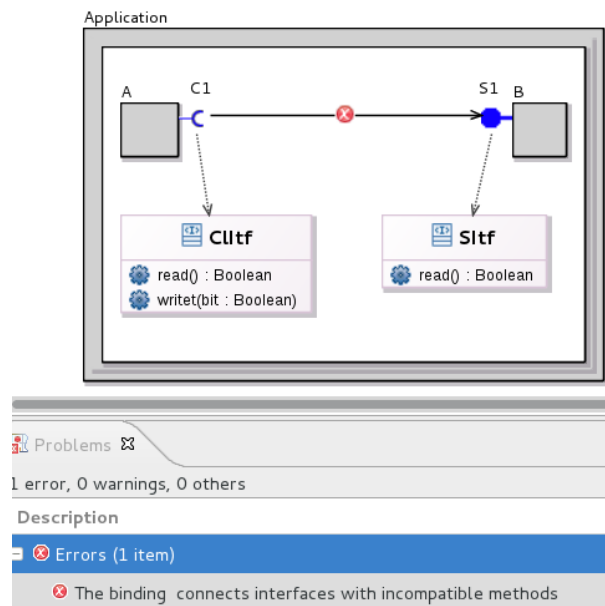 Application
A
C1
S1
B
ClItf
read() : Boolean
writet(bit : Boolean)
SItf
read() : Boolean
Problems
1 error, 0 warnings, 0 others
Description
Errors (1 item)
The binding connects interfaces with incompatible methods